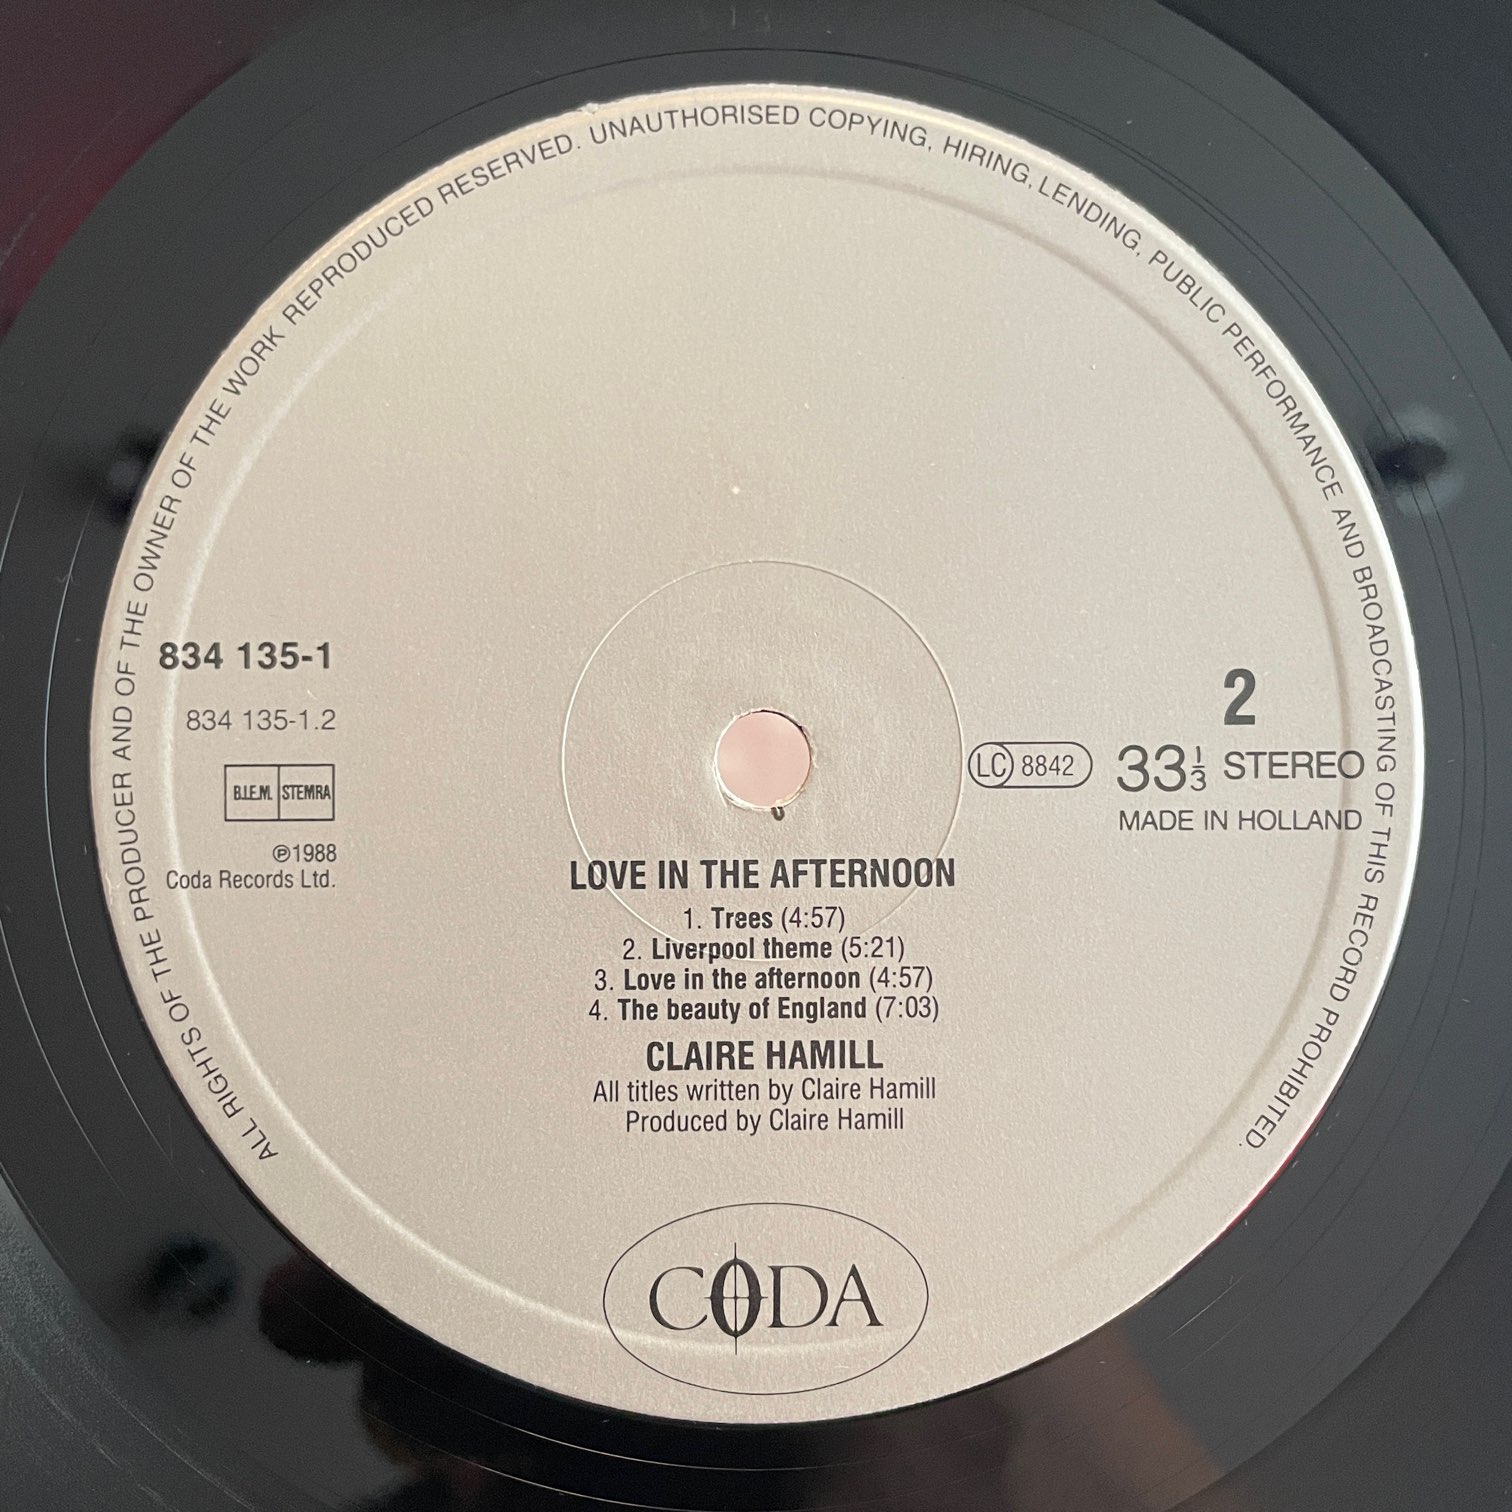 ALL RIGHTS OF THE PRODUCER AND OF THE OWNER OF THE WORK REPRODUCED RESERVED. UNAUTHORISED COPYING, HIRING, LENDING, PUBLIC PERFORMANCE AND BROADCASTING OF THIS RECORD PROHIBITED.
834 135-1
834 135-1.2
B.I.E.M. STEMRA
℗1988
Coda Records Ltd.
2
LC 8842
33⅓ STEREO
MADE IN HOLLAND
LOVE IN THE AFTERNOON
1. Trees (4:57)
2. Liverpool theme (5:21)
3. Love in the afternoon (4:57)
4. The beauty of England (7:03)
CLAIRE HAMILL
All titles written by Claire Hamill
Produced by Claire Hamill
CODA